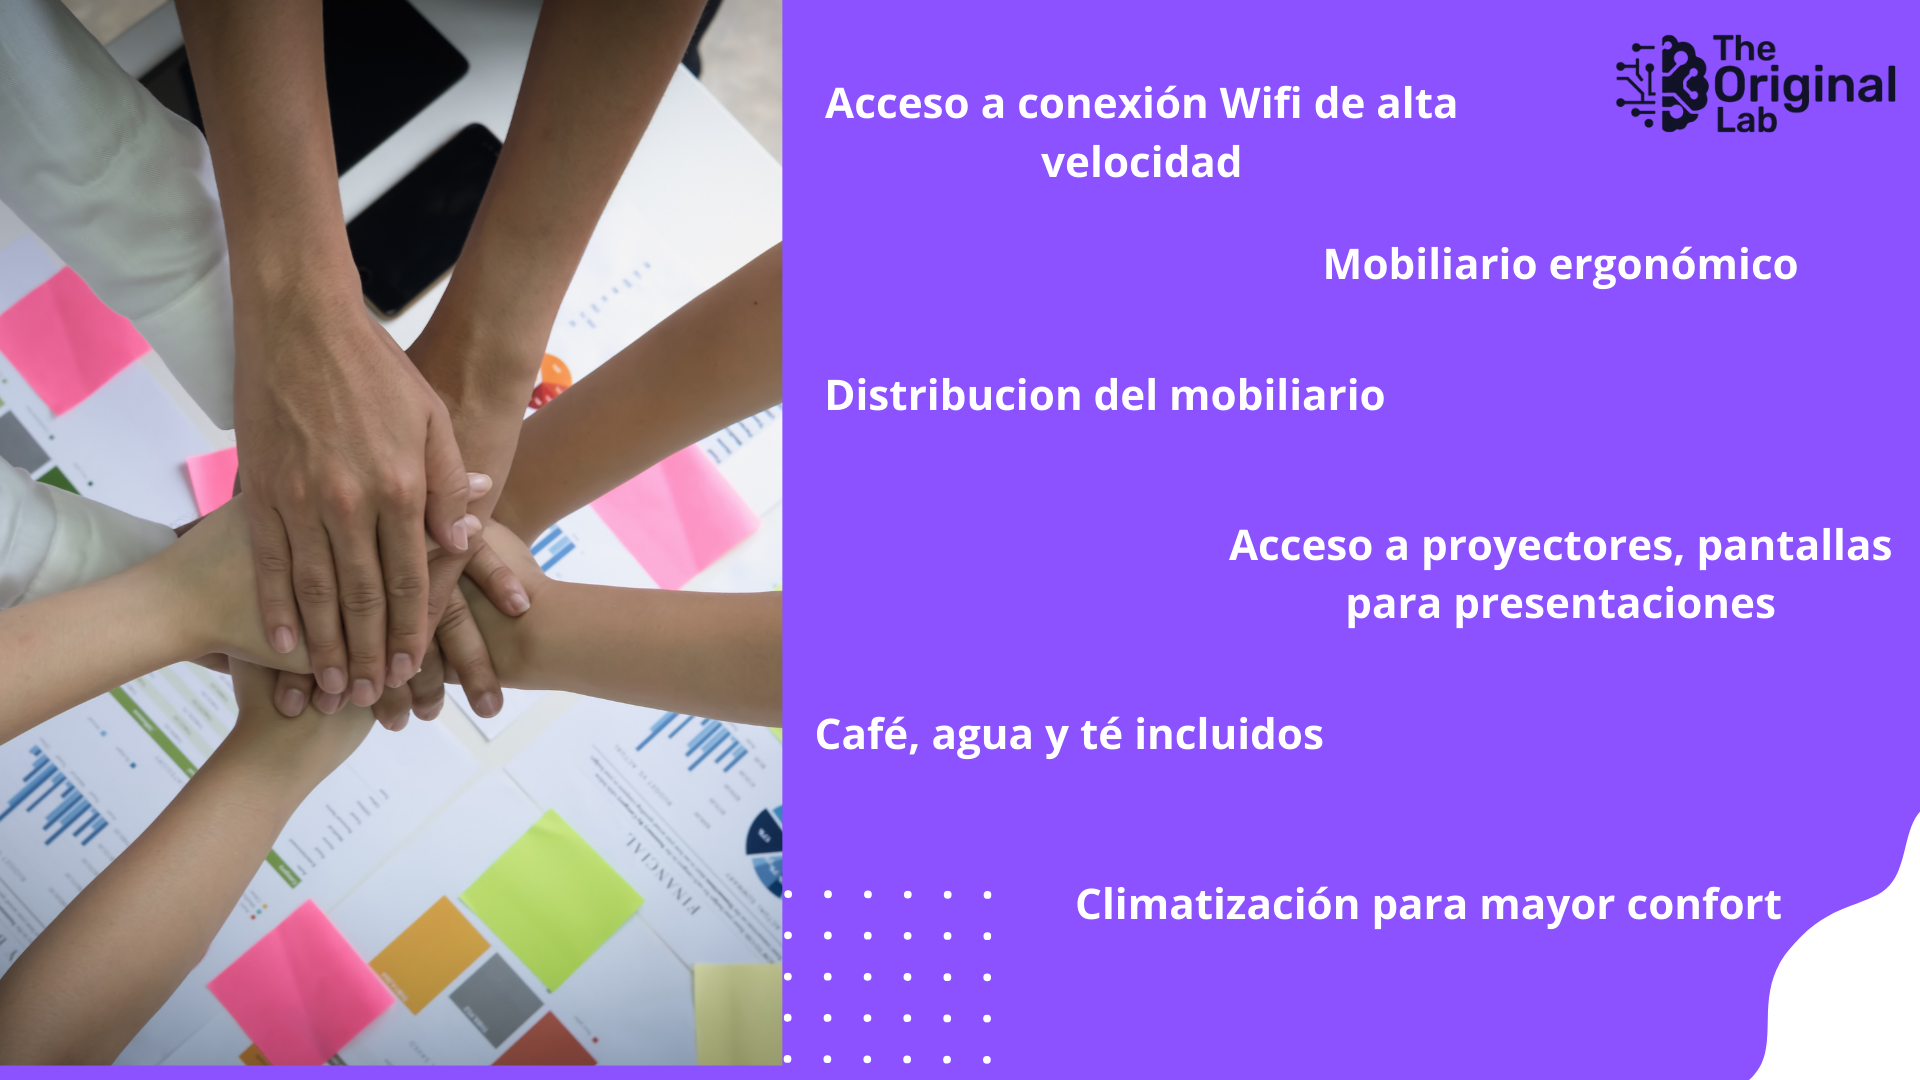 The
Original
Lab
Acceso a conexión Wifi de alta
velocidad
Mobiliario ergonómico
Distribucion del mobiliario
Acceso a proyectores, pantallas
para presentaciones
Café, agua y té incluidos
Climatización para mayor confort
FINANCIAL